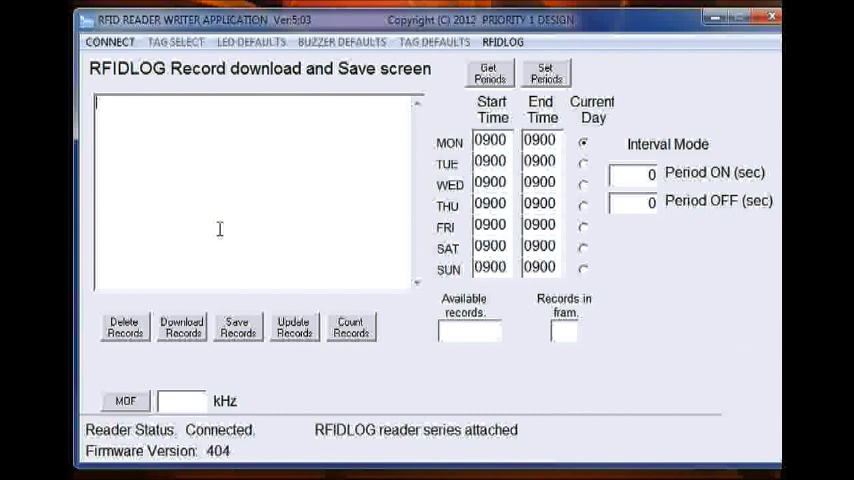 RFID READER WRITER APPLICATION Ver:5;03 Copyright (C) 2012 PRIORITY 1 DESIGN
CONNECT TAG SELECT LED DEFAULTS BUZZER DEFAULTS TAG DEFAULTS RFIDLOG
RFIDLOG Record download and Save screen
Get Periods
Set Periods
Start Time
End Time
Current Day
MON 0900 0900
TUE 0900 0900
WED 0900 0900
THU 0900 0900
FRI 0900 0900
SAT 0900 0900
SUN 0900 0900
Interval Mode
0 Period ON (sec)
0 Period OFF (sec)
Available records.
Records in fram.
Delete Records
Download Records
Save Records
Update Records
Count Records
MOF kHz
Reader Status. Connected. RFIDLOG reader series attached
Firmware Version: 404